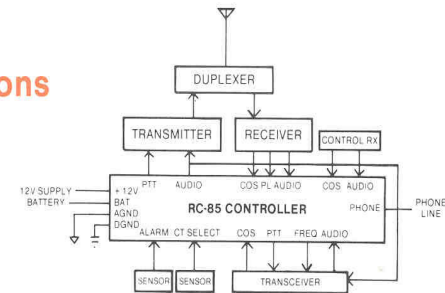 ons
DUPLEXER
TRANSMITTER RECEIVER CONTROL RX
12V SUPPLY + 12V PTT AUDIO COS PL AUDIO COS AUDIO
BATTERY BAT RC-85 CONTROLLER PHONE PHONE LINE
AGND
DGND
ALARM CT SELECT COS PTT FREQ AUDIO
SENSOR SENSOR TRANSCEIVER